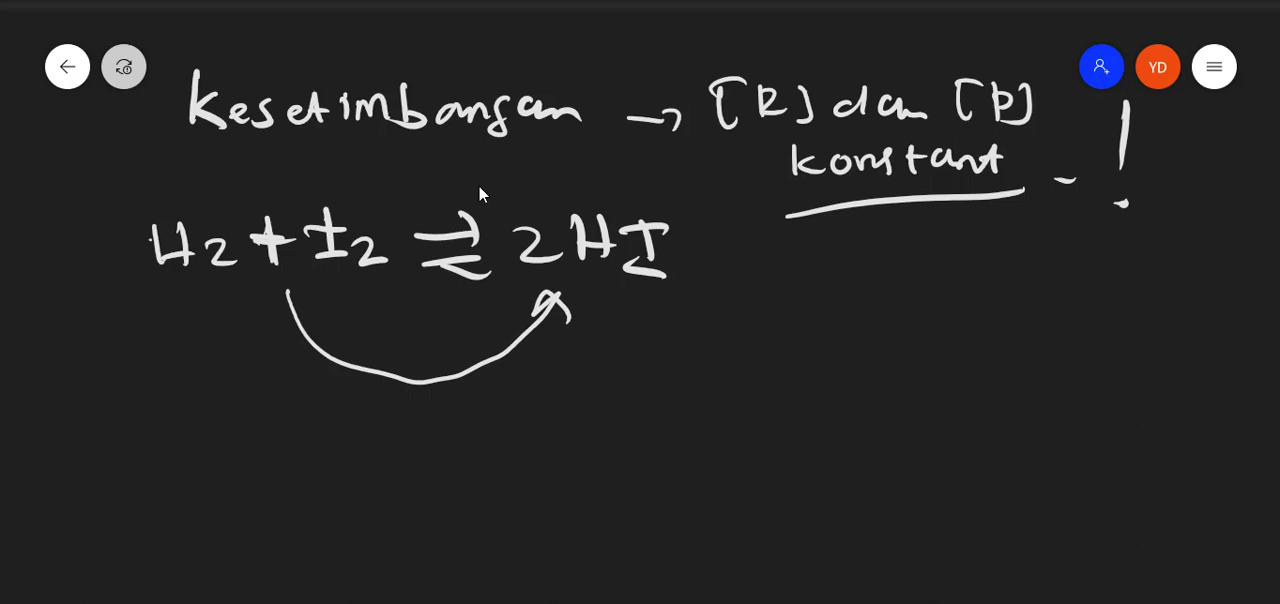 Kesetimbangan → [R] dan [P]
konstant - !
H2 + I2 ⇌ 2HI
YD